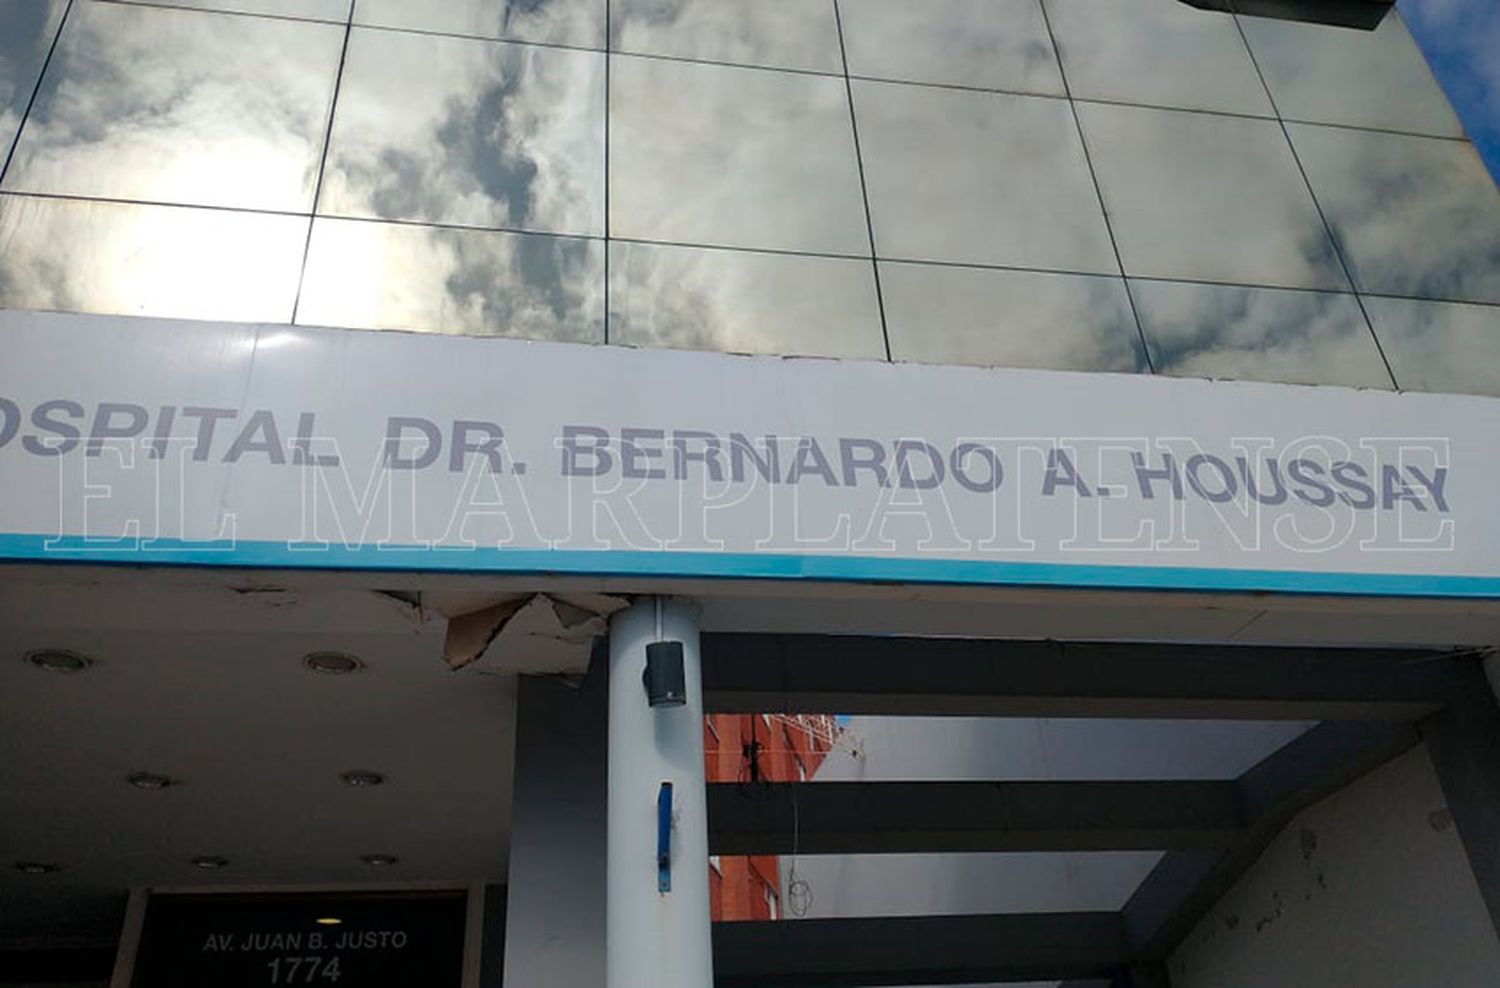 OSPITAL DR. BERNARDO A. HOUSSAY
EL MARPLATENSE
AV. JUAN B. JUSTO
1774